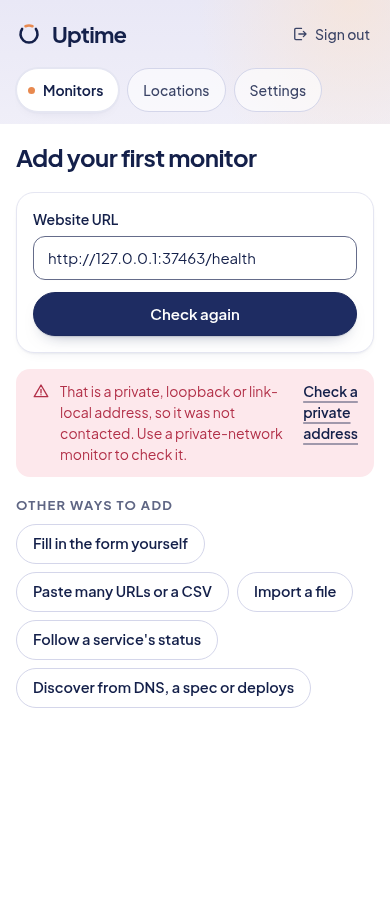 Uptime
Sign out
Monitors
Locations
Settings
Add your first monitor
Website URL
http://127.0.0.1:37463/health
Check again
That is a private, loopback or link-
local address, so it was not
contacted. Use a private-network
monitor to check it.
Check a
private
address
OTHER WAYS TO ADD
Fill in the form yourself
Paste many URLs or a CSV
Import a file
Follow a service's status
Discover from DNS, a spec or deploys